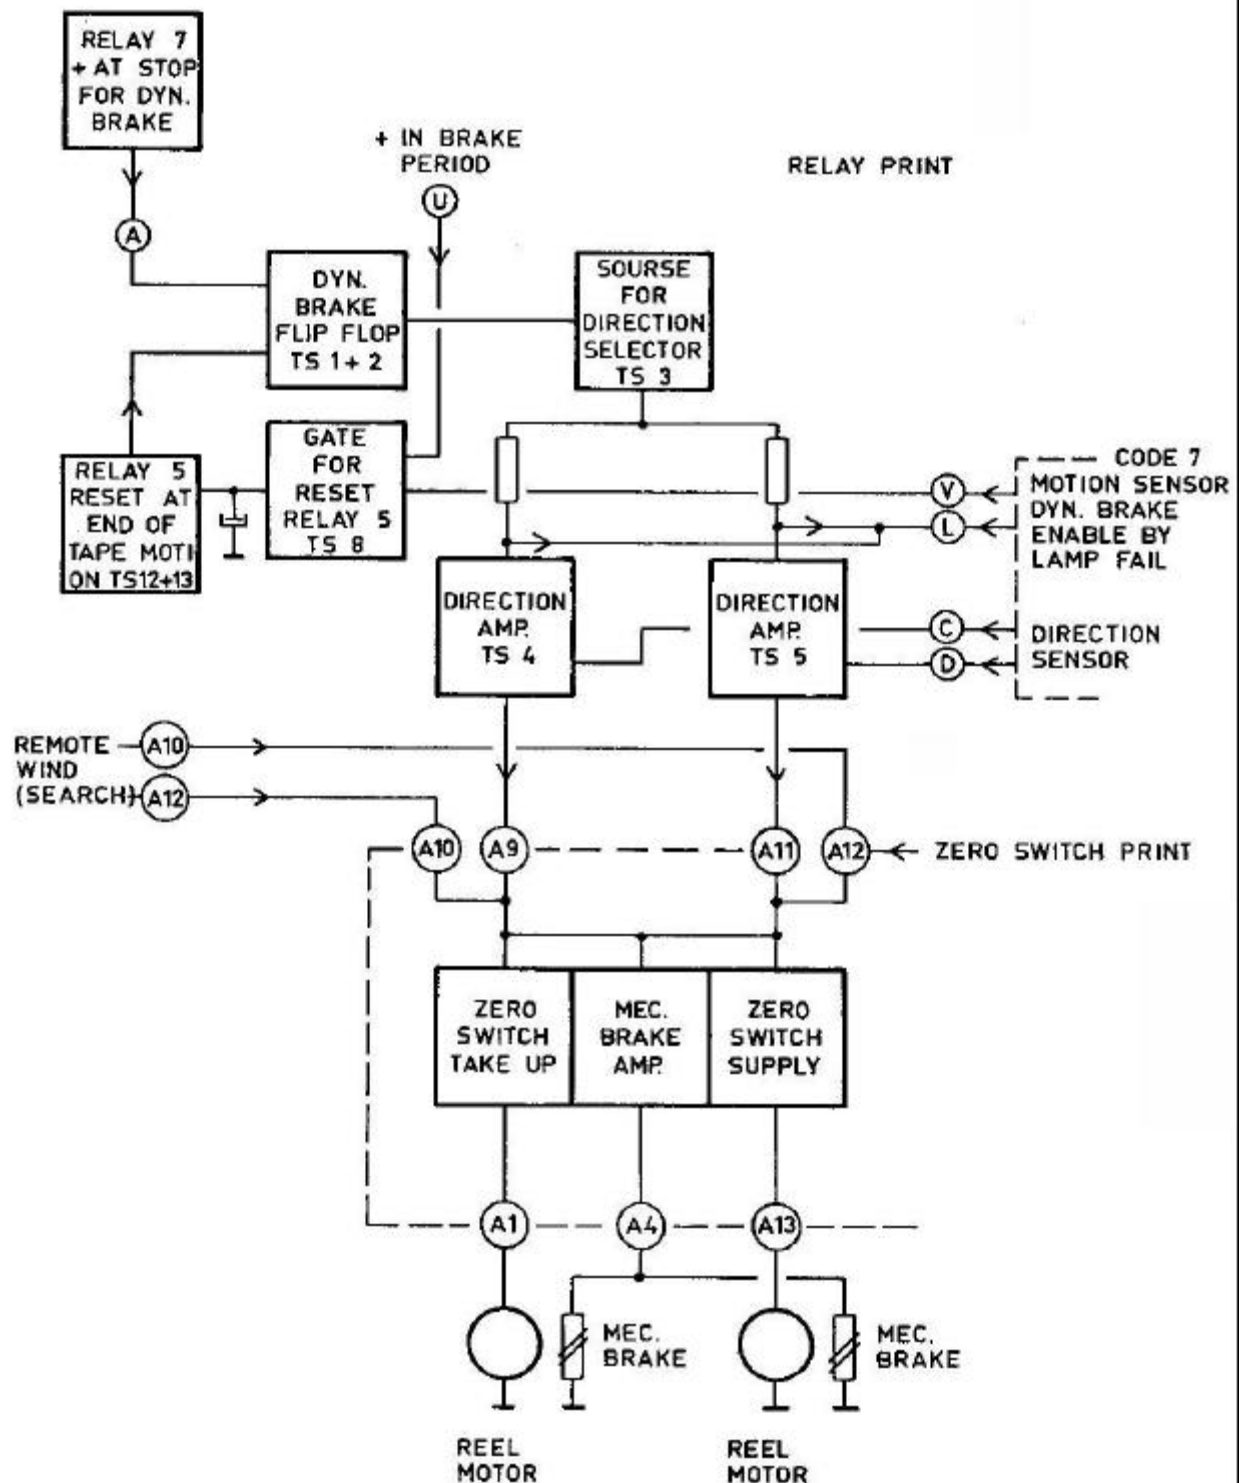 RELAY 7
+ AT STOP
FOR DYN.
BRAKE
+ IN BRAKE
PERIOD
RELAY PRINT
U
A
DYN.
BRAKE
FLIP FLOP
TS 1+ 2
SOURSE
FOR
DIRECTION
SELECTOR
TS 3
RELAY 5
RESET AT
END OF
TAPE MOTI
ON TS12+13
GATE
FOR
RESET
RELAY 5
TS 8
CODE 7
V
MOTION SENSOR
L
DYN. BRAKE
ENABLE BY
LAMP FAIL
DIRECTION
AMP.
TS 4
DIRECTION
AMP.
TS 5
C
D
DIRECTION
SENSOR
REMOTE
WIND
(SEARCH)
A10
A12
A10
A9
A11
A12
ZERO SWITCH PRINT
ZERO
SWITCH
TAKE UP
MEC.
BRAKE
AMP.
ZERO
SWITCH
SUPPLY
A1
A4
A13
MEC.
BRAKE
MEC.
BRAKE
REEL
MOTOR
REEL
MOTOR